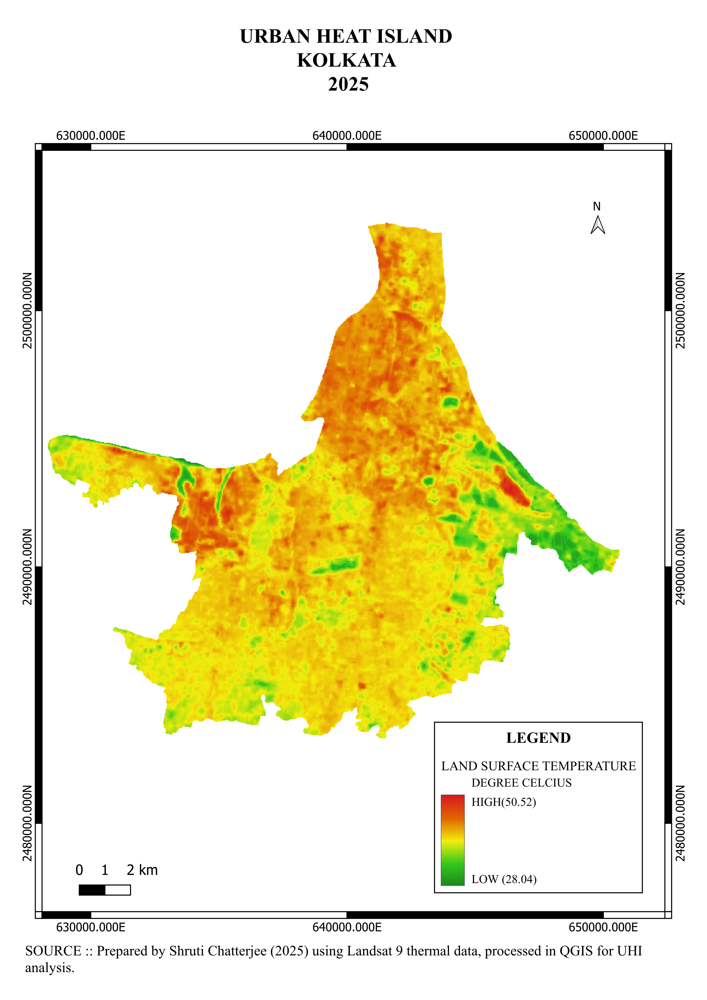 URBAN HEAT ISLAND
KOLKATA
2025
630000.000E 640000.000E 650000.000E
N
2500000.000N 2500000.000N
2490000.000N 2490000.000N
LEGEND
LAND SURFACE TEMPERATURE
DEGREE CELCIUS
HIGH(50.52)
LOW (28.04)
2480000.000N 2480000.000N
0 1 2 km
630000.000E 640000.000E 650000.000E
SOURCE :: Prepared by Shruti Chatterjee (2025) using Landsat 9 thermal data, processed in QGIS for UHI
analysis.